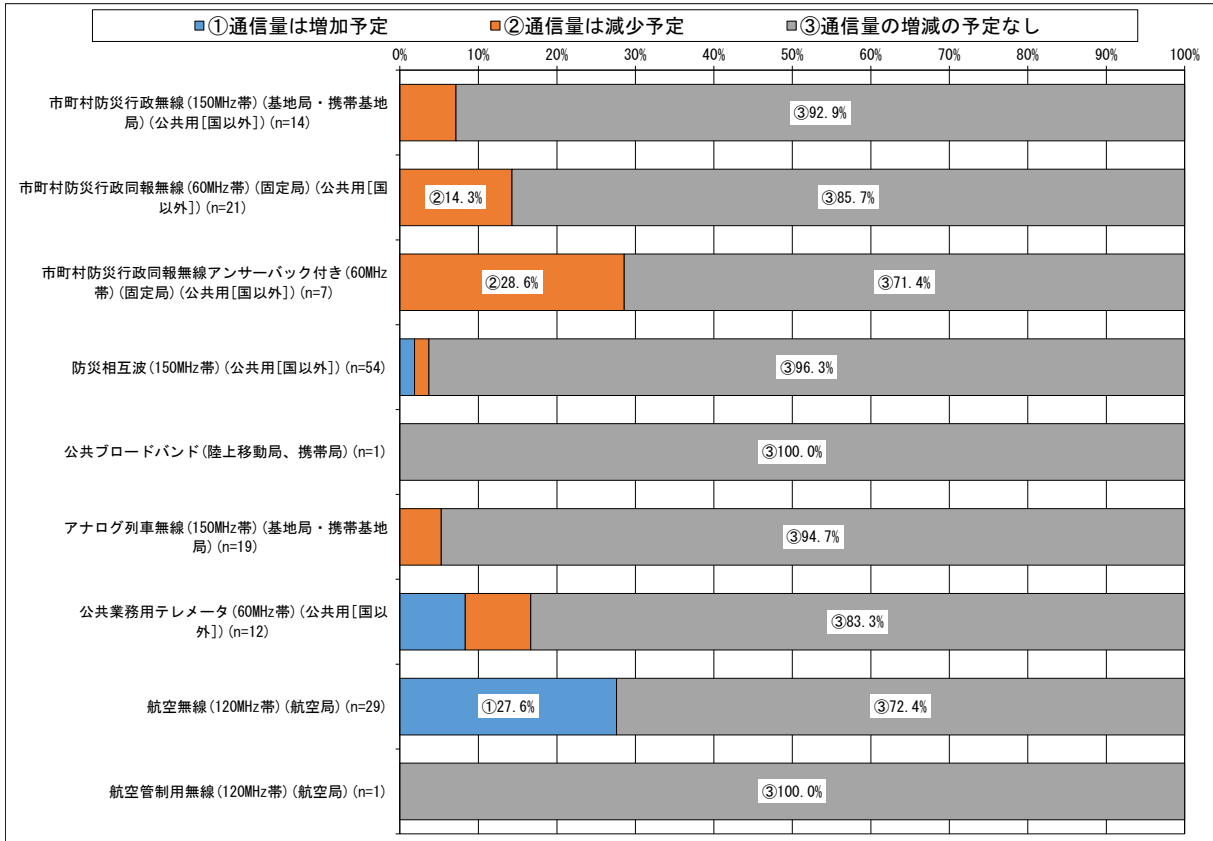 ①通信量は増加予定 ②通信量は減少予定 ③通信量の増減の予定なし
0% 10% 20% 30% 40% 50% 60% 70% 80% 90% 100%
市町村防災行政無線(150MHz帯)(基地局・携帯基地
局)(公共用[国以外])(n=14)
③92.9%
市町村防災行政同報無線(60MHz帯)(固定局)(公共用[国
以外])(n=21)
②14.3% ③85.7%
市町村防災行政同報無線アンサーバック付き(60MHz
帯)(固定局)(公共用[国以外])(n=7)
②28.6% ③71.4%
防災相互波(150MHz帯)(公共用[国以外])(n=54)
③96.3%
公共ブロードバンド(陸上移動局、携帯局)(n=1)
③100.0%
アナログ列車無線(150MHz帯)(基地局・携帯基地
局)(n=19)
③94.7%
公共業務用テレメータ(60MHz帯)(公共用[国以
外])(n=12)
③83.3%
航空無線(120MHz帯)(航空局)(n=29)
①27.6% ③72.4%
航空管制用無線(120MHz帯)(航空局)(n=1)
③100.0%